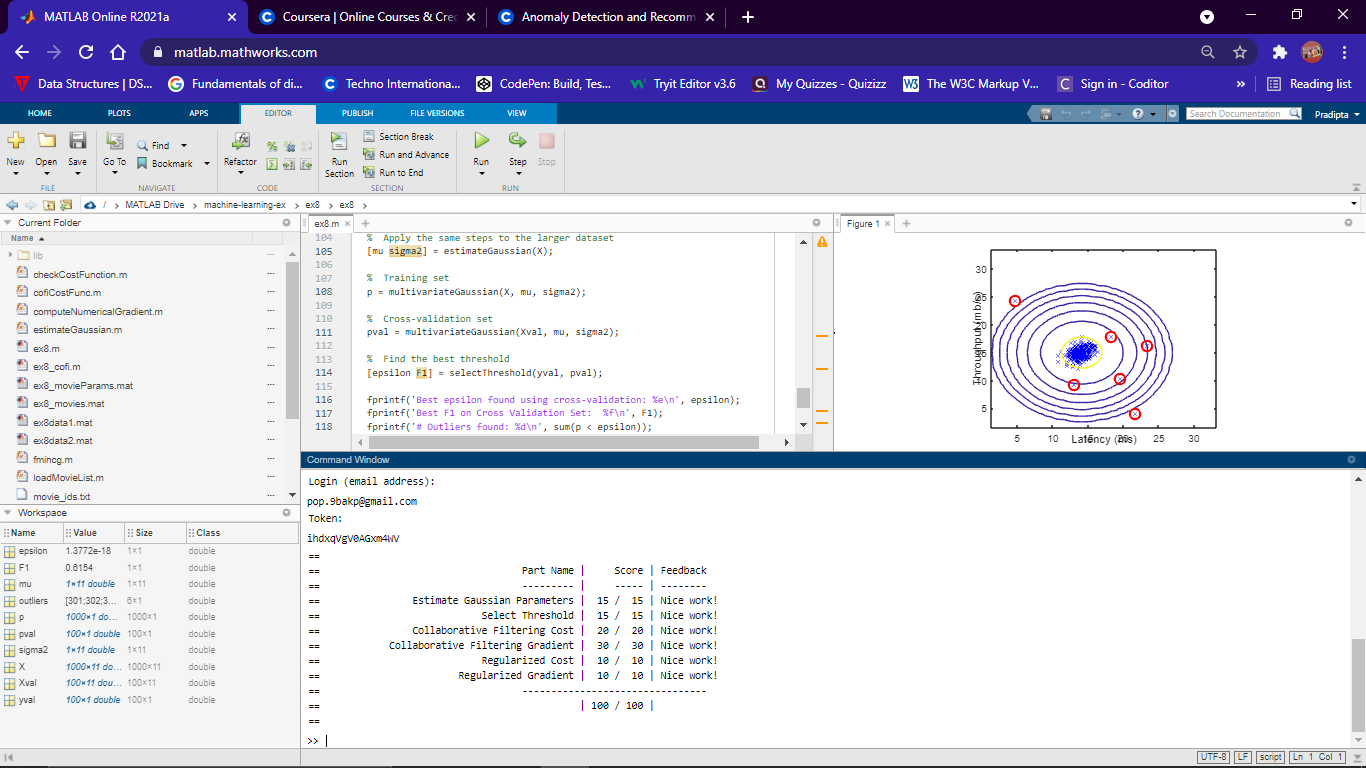 MATLAB Online R2021a
Coursera | Online Courses & Cre
Anomaly Detection and Recomm
matlab.mathworks.com
Data Structures | DS...
Fundamentals of di...
Techno Internationa...
CodePen: Build, Tes...
Tryit Editor v3.6
My Quizzes - Quizizz
The W3C Markup V...
Sign in - Coditor
»
Reading list
HOME PLOTS APPS EDITOR PUBLISH FILE VERSIONS VIEW
Search Documentation
Pradipta
New Open Save
Go To
Find
Bookmark
Refactor
Run Section
Section Break
Run and Advance
Run to End
Run Step Stop
FILE NAVIGATE CODE SECTION RUN
/ › MATLAB Drive › machine-learning-ex › ex8 › ex8 ›
Current Folder
Name
lib
checkCostFunction.m
cofiCostFunc.m
computeNumericalGradient.m
estimateGaussian.m
ex8.m
ex8_cofi.m
ex8_movieParams.mat
ex8_movies.mat
ex8data1.mat
ex8data2.mat
fmincg.m
loadMovieList.m
movie_ids.txt
Workspace
Name Value Size Class
epsilon 1.3772e-18 1×1 double
F1 0.6154 1×1 double
mu 1×11 double 1×11 double
outliers [301;302;3... 6×1 double
p 1000×1 do... 1000×1 double
pval 100×1 double 100×1 double
sigma2 1×11 double 1×11 double
X 1000×11 do... 1000×11 double
Xval 100×11 dou... 100×11 double
yval 100×1 double 100×1 double
ex8.m
104 % Apply the same steps to the larger dataset
105 [mu sigma2] = estimateGaussian(X);
106
107 % Training set
108 p = multivariateGaussian(X, mu, sigma2);
109
110 % Cross-validation set
111 pval = multivariateGaussian(Xval, mu, sigma2);
112
113 % Find the best threshold
114 [epsilon F1] = selectThreshold(yval, pval);
115
116 fprintf('Best epsilon found using cross-validation: %e\n', epsilon);
117 fprintf('Best F1 on Cross Validation Set:  %f\n', F1);
118 fprintf('# Outliers found: %d\n', sum(p < epsilon));
Figure 1
Throughput (mb/s)
30
25
20
15
10
5
5 10 15 20 25 30
Latency (ms)
Command Window
Login (email address):
pop.9bakp@gmail.com
Token:
ihdxqVgV0AGxm4WV
==
== Part Name | Score | Feedback
== --------- | ----- | --------
== Estimate Gaussian Parameters | 15 / 15 | Nice work!
== Select Threshold | 15 / 15 | Nice work!
== Collaborative Filtering Cost | 20 / 20 | Nice work!
== Collaborative Filtering Gradient | 30 / 30 | Nice work!
== Regularized Cost | 10 / 10 | Nice work!
== Regularized Gradient | 10 / 10 | Nice work!
== --------------------------------
== | 100 / 100 |
==
>>
UTF-8 LF script Ln 1 Col 1